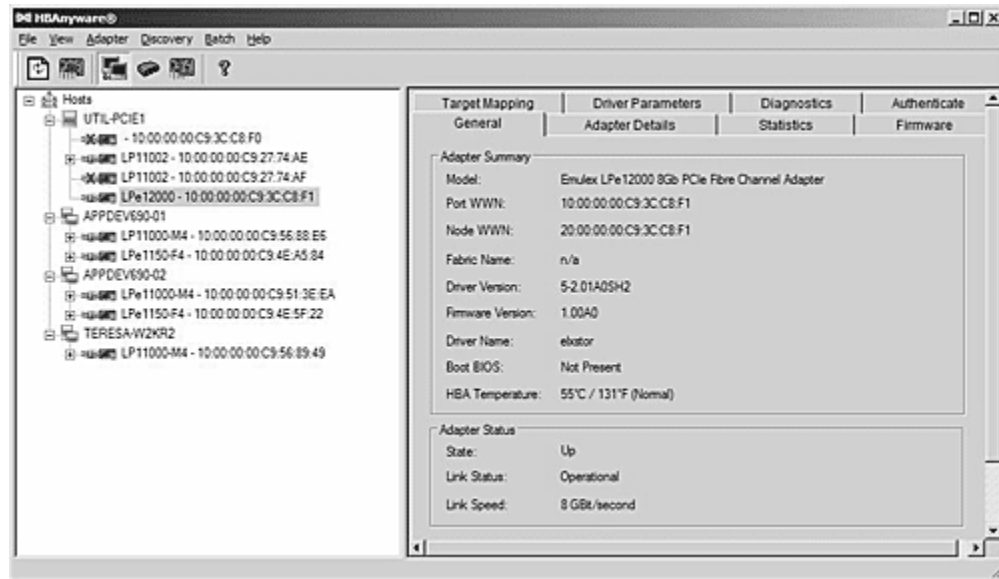 HBAnyware®
File View Adapter Discovery Batch Help
Hosts
UTIL-PCIE1
- 10:00:00:00:C9:3C:C8:F0
LP11002 - 10:00:00:00:C9:27:74:AE
LP11002 - 10:00:00:00:C9:27:74:AF
LPe12000 - 10:00:00:00:C9:3C:C8:F1
APPDEV690-01
LP11000-M4 - 10:00:00:00:C9:56:88:E6
LPe1150-F4 - 10:00:00:00:C9:4E:A5:84
APPDEV690-02
LPe11000-M4 - 10:00:00:00:C9:51:3E:EA
LPe1150-F4 - 10:00:00:00:C9:4E:5F:22
TERESA-W2KR2
LP11000-M4 - 10:00:00:00:C9:56:89:49
Target Mapping Driver Parameters Diagnostics Authenticate
General Adapter Details Statistics Firmware
Adapter Summary
Model: Emulex LPe12000 8Gb PCIe Fibre Channel Adapter
Port WWN: 10:00:00:00:C9:3C:C8:F1
Node WWN: 20:00:00:00:C9:3C:C8:F1
Fabric Name: n/a
Driver Version: 5-2.01A0SH2
Firmware Version: 1.00A0
Driver Name: elxstor
Boot BIOS: Not Present
HBA Temperature: 55°C / 131°F (Normal)
Adapter Status
State: Up
Link Status: Operational
Link Speed: 8 GBit/second